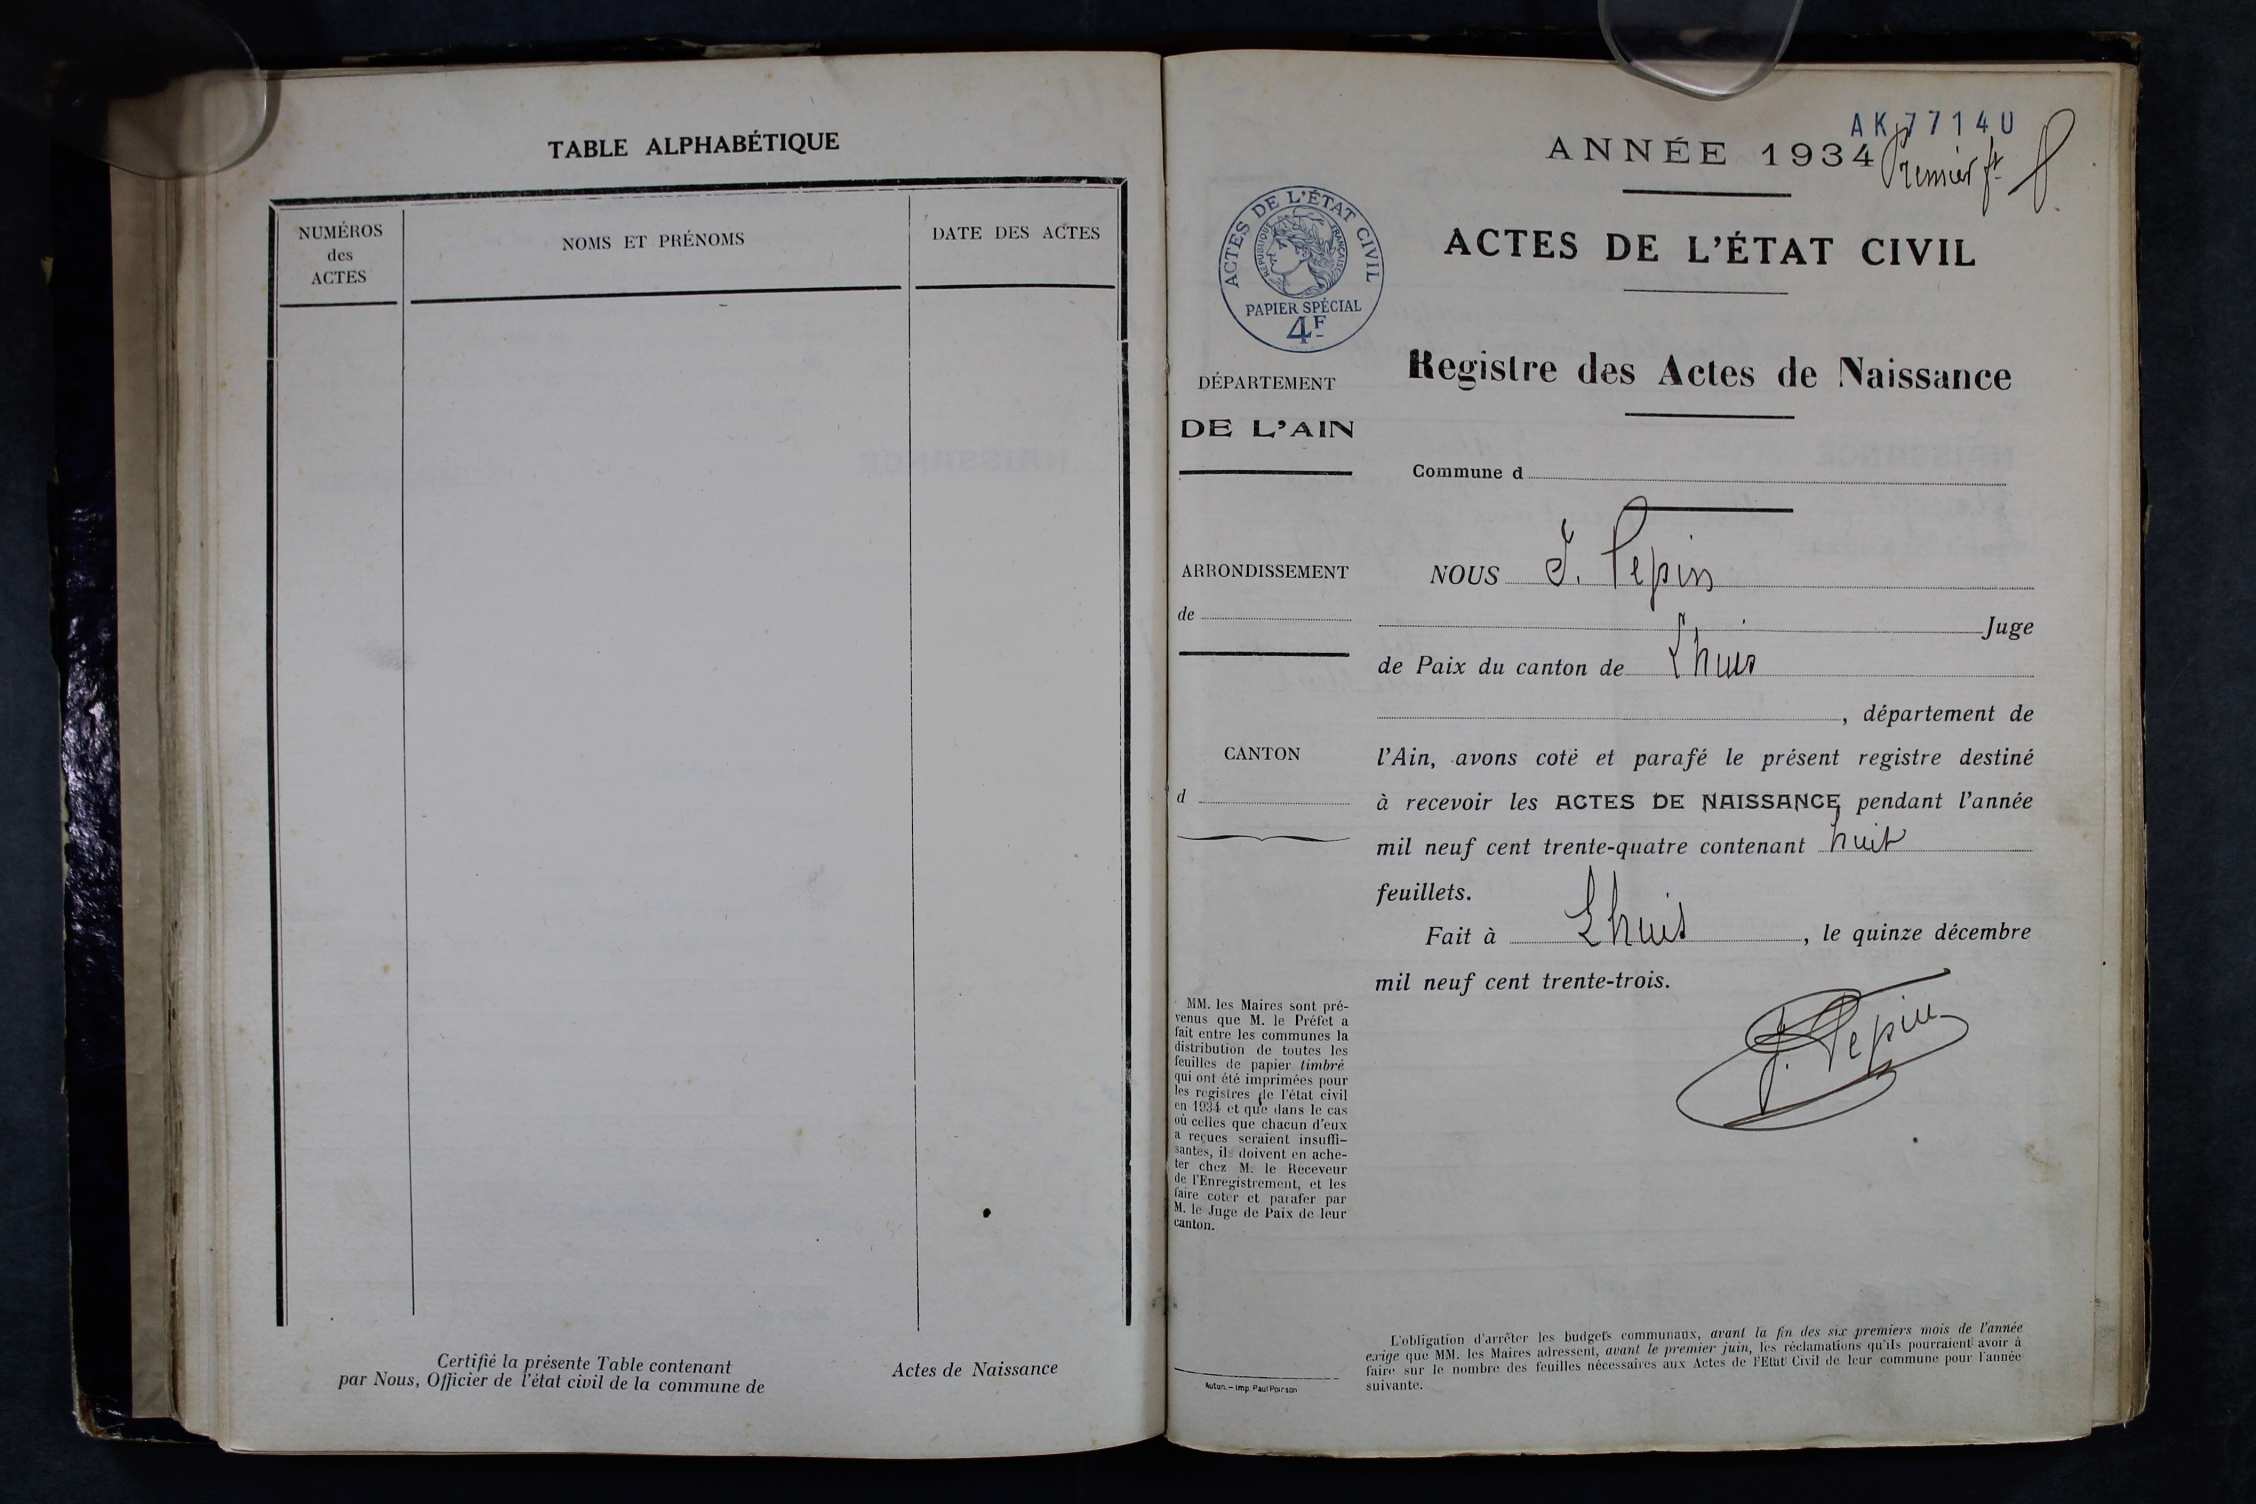 TABLE ALPHABÉTIQUE
NUMÉROS
des
ACTES
NOMS ET PRÉNOMS
DATE DES ACTES
Certifié la présente Table contenant
Actes de Naissance
par Nous, Officier de l'état civil de la commune de
AK 77140
ANNÉE 1934
Premier ft
ACTES DE L'ÉTAT CIVIL
ACTES DE L'ÉTAT CIVIL
RÉPUBLIQUE FRANÇAISE
PAPIER SPÉCIAL
4F
Registre des Actes de Naissance
DÉPARTEMENT
DE L'AIN
Commune d
ARRONDISSEMENT
de
CANTON
d
NOUS J. Pepin
Juge
de Paix du canton de Lhuis
, département de
l'Ain, avons coté et parafé le présent registre destiné
à recevoir les ACTES DE NAISSANCE, pendant l'année
mil neuf cent trente-quatre contenant huit
feuillets.
Fait à Lhuis, le quinze décembre
mil neuf cent trente-trois.
J. Pepin
MM. les Maires sont pré-
venus que M. le Préfet a
fait entre les communes la
distribution de toutes les
feuilles de papier timbré
qui ont été imprimées pour
les registres de l'état civil
en 1934 et que dans le cas
où celles que chacun d'eux
a reçues seraient insuffi-
santes, ils doivent en ache-
ter chez M. le Receveur
de l'Enregistrement, et les
faire coter et parafer par
M. le Juge de Paix de leur
canton.
Autun. — Imp. Paul Poirson
L'obligation d'arrêter les budgets communaux, avant la fin des six premiers mois de l'année
exige que MM. les Maires adressent, avant le premier juin, les réclamations qu'ils pourraient avoir à
faire sur le nombre des feuilles nécessaires aux Actes de l'Etat Civil de leur commune pour l'année
suivante.